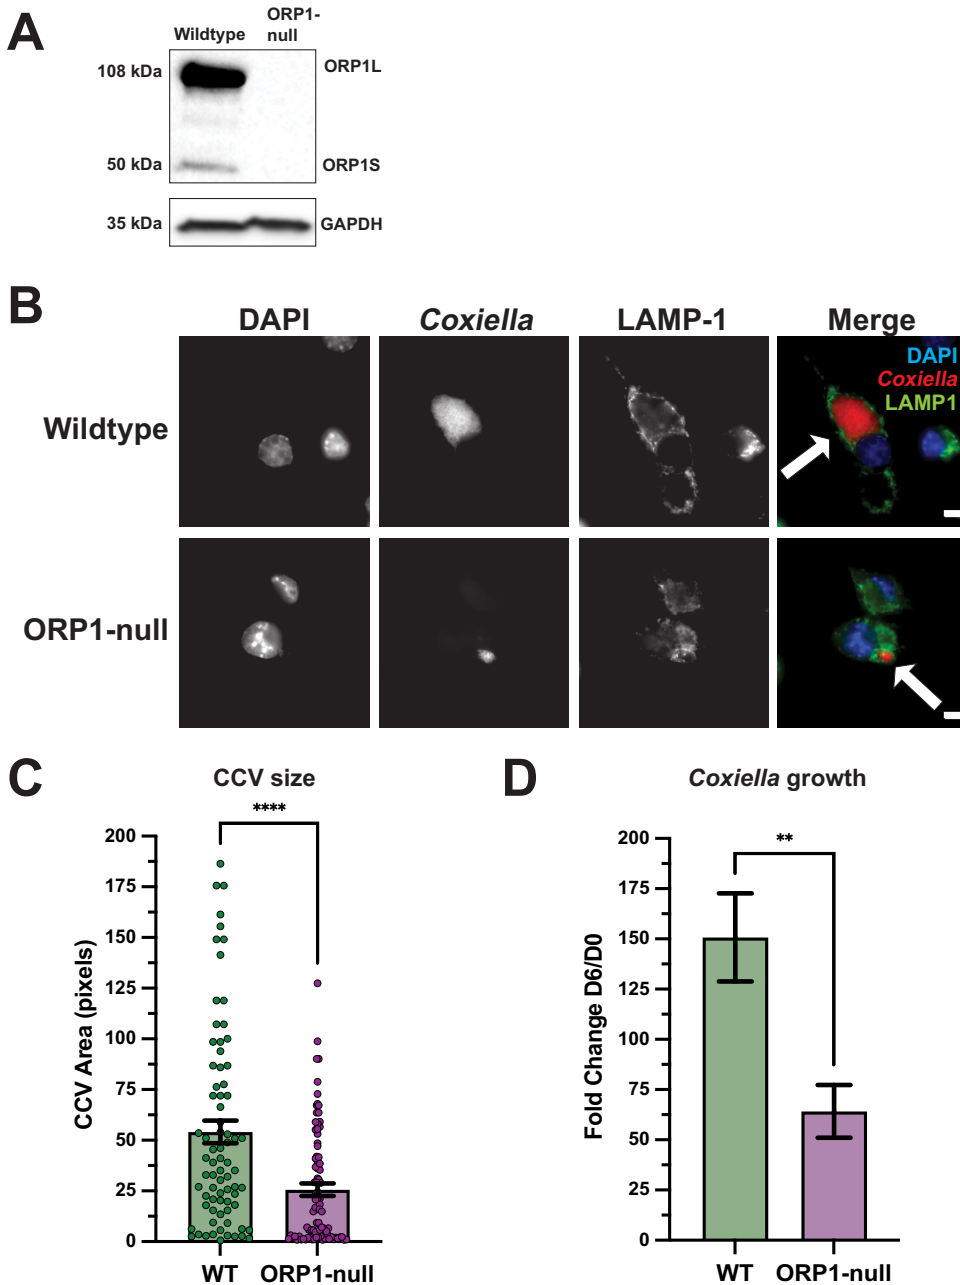 A
Wildtype
ORP1-
null
108 kDa
ORP1L
50 kDa
ORP1S
35 kDa
GAPDH
B
DAPI
Coxiella
LAMP-1
Merge
Wildtype
DAPI
Coxiella
LAMP1
ORP1-null
C
CCV size
****
CCV Area (pixels)
200
175
150
125
100
75
50
25
0
WT
ORP1-null
D
Coxiella growth
**
Fold Change D6/D0
200
175
150
125
100
75
50
25
0
WT
ORP1-null